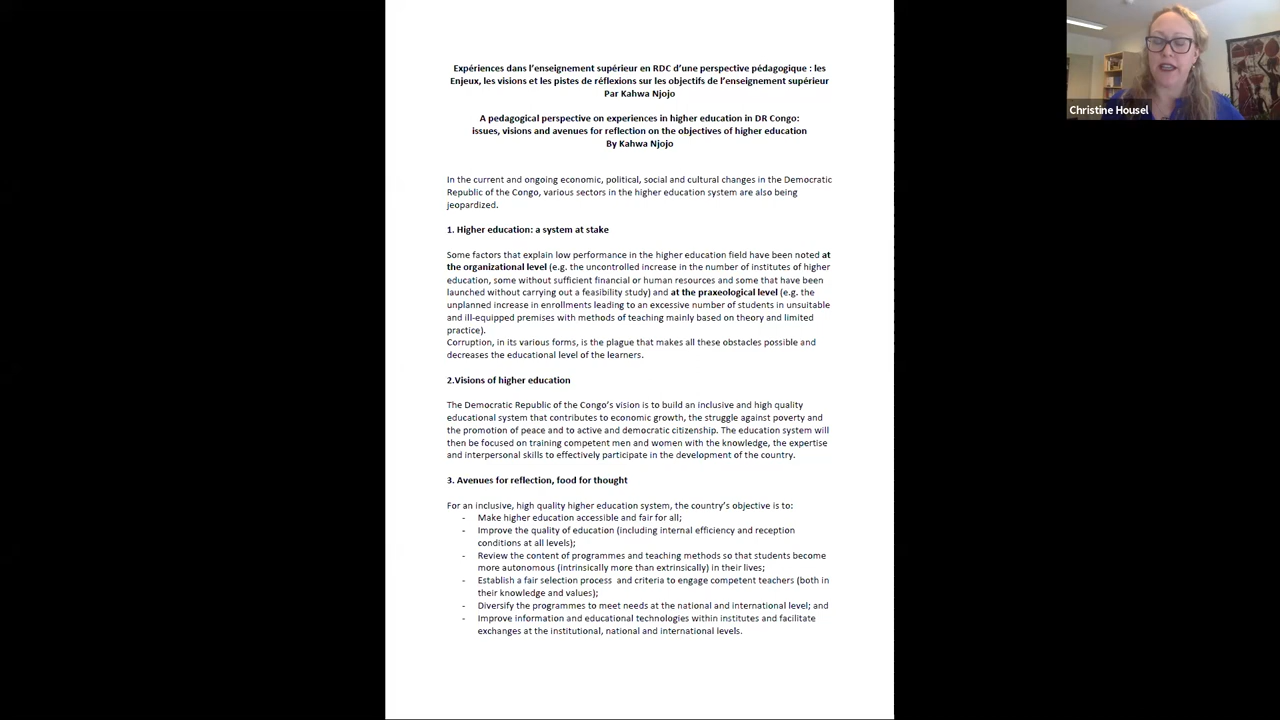 Expériences dans l’enseignement supérieur en RDC d’une perspective pédagogique : les
Enjeux, les visions et les pistes de réflexions sur les objectifs de l’enseignement supérieur
Par Kahwa Njojo
A pedagogical perspective on experiences in higher education in DR Congo:
issues, visions and avenues for reflection on the objectives of higher education
By Kahwa Njojo
In the current and ongoing economic, political, social and cultural changes in the Democratic
Republic of the Congo, various sectors in the higher education system are also being
jeopardized.
1. Higher education: a system at stake
Some factors that explain low performance in the higher education field have been noted at
the organizational level (e.g. the uncontrolled increase in the number of institutes of higher
education, some without sufficient financial or human resources and some that have been
launched without carrying out a feasibility study) and at the praxeological level (e.g. the
unplanned increase in enrollments leading to an excessive number of students in unsuitable
and ill-equipped premises with methods of teaching mainly based on theory and limited
practice).
Corruption, in its various forms, is the plague that makes all these obstacles possible and
decreases the educational level of the learners.
2.Visions of higher education
The Democratic Republic of the Congo’s vision is to build an inclusive and high quality
educational system that contributes to economic growth, the struggle against poverty and
the promotion of peace and to active and democratic citizenship. The education system will
then be focused on training competent men and women with the knowledge, the expertise
and interpersonal skills to effectively participate in the development of the country.
3. Avenues for reflection, food for thought
For an inclusive, high quality higher education system, the country’s objective is to:
- Make higher education accessible and fair for all;
- Improve the quality of education (including internal efficiency and reception
conditions at all levels);
- Review the content of programmes and teaching methods so that students become
more autonomous (intrinsically more than extrinsically) in their lives;
- Establish a fair selection process and criteria to engage competent teachers (both in
their knowledge and values);
- Diversify the programmes to meet needs at the national and international level; and
- Improve information and educational technologies within institutes and facilitate
exchanges at the institutional, national and international levels.
Christine Housel